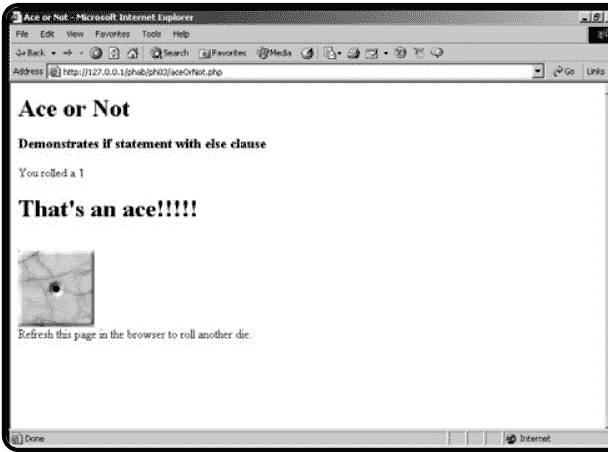 Ace or Not - Microsoft Internet Explorer
File Edit View Favorites Tools Help
Back Search Favorites Media
Address http://127.0.0.1/phab/ph03/aceOrNot.php Go Links
Ace or Not
Demonstrates if statement with else clause
You rolled a 1
That's an ace!!!!!
Refresh this page in the browser to roll another die.
Done Internet